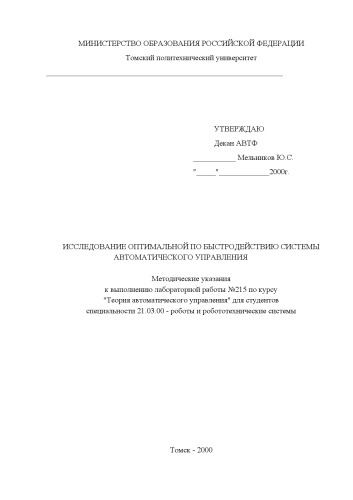 МИНИСТЕРСТВО ОБРАЗОВАНИЯ РОССИЙСКОЙ ФЕДЕРАЦИИ
Томский политехнический университет
УТВЕРЖДАЮ
Декан АВТФ
____________ Мельников Ю.С.
"_____"______________2000г.
ИССЛЕДОВАНИЕ ОПТИМАЛЬНОЙ ПО БЫСТРОДЕЙСТВИЮ СИСТЕМЫ
АВТОМАТИЧЕСКОГО УПРАВЛЕНИЯ
Методические указания
к выполнению лабораторной работы №215 по курсу
"Теория автоматического управления" для студентов
специальности 21.03.00 - роботы и робототехнические системы
Томск - 2000